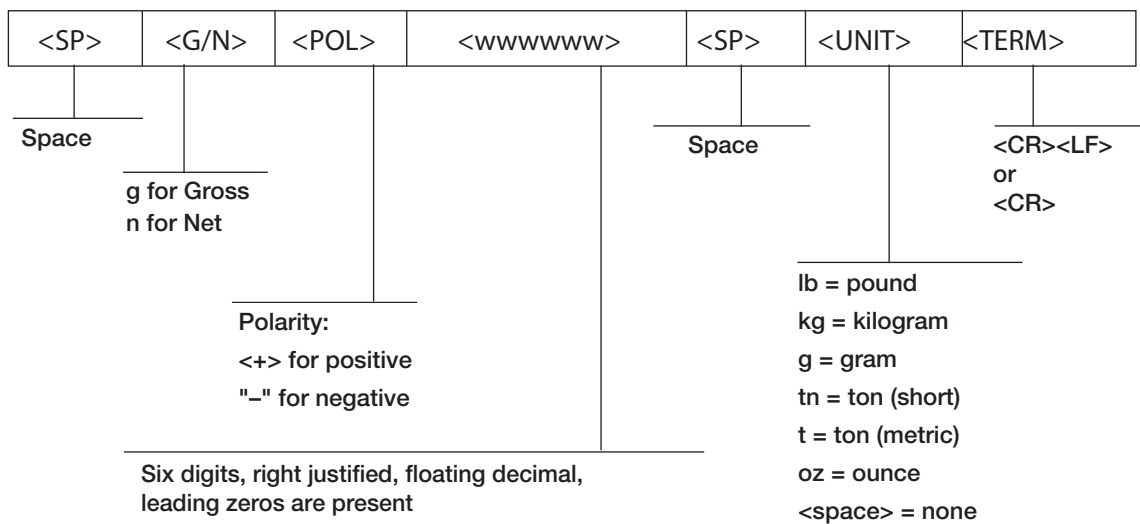 <SP> <G/N> <POL> <wwwwww> <SP> <UNIT> <TERM>
Space
g for Gross
n for Net
Polarity:
<+> for positive
"–" for negative
Six digits, right justified, floating decimal,
leading zeros are present
Space
lb = pound
kg = kilogram
g = gram
tn = ton (short)
t = ton (metric)
oz = ounce
<space> = none
<CR><LF>
or
<CR>